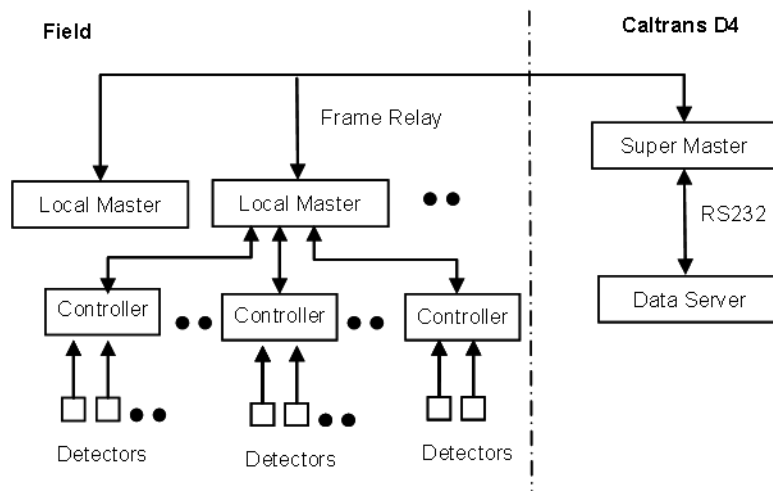 Field
Caltrans D4
Frame Relay
Super Master
Local Master
Local Master
RS232
Controller
Controller
Controller
Data Server
Detectors
Detectors
Detectors